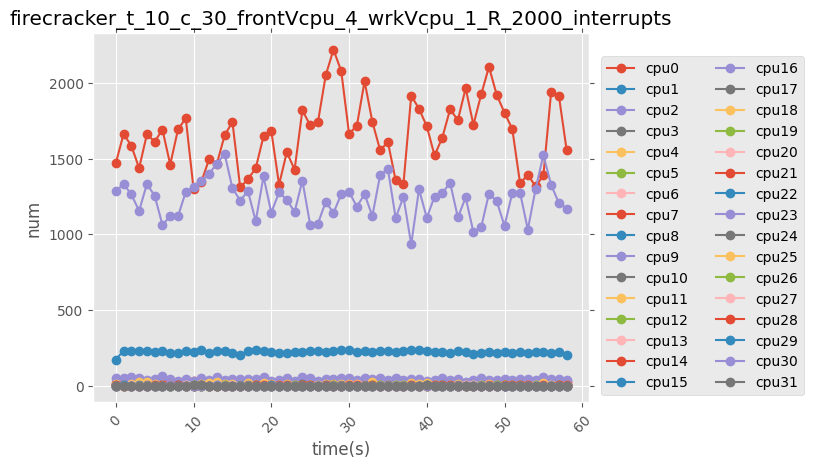 firecracker_t_10_c_30_frontVcpu_4_wrkVcpu_1_R_2000_interrupts
2000
1500
1000
500
0
num
0
10
20
30
40
50
60
time(s)
cpu0
cpu1
cpu2
cpu3
cpu4
cpu5
cpu6
cpu7
cpu8
cpu9
cpu10
cpu11
cpu12
cpu13
cpu14
cpu15
cpu16
cpu17
cpu18
cpu19
cpu20
cpu21
cpu22
cpu23
cpu24
cpu25
cpu26
cpu27
cpu28
cpu29
cpu30
cpu31